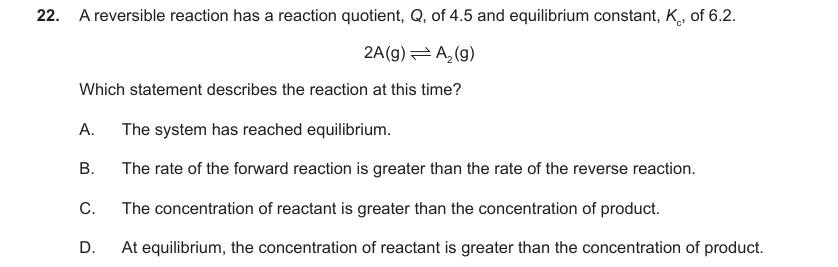 22. A reversible reaction has a reaction quotient, Q, of 4.5 and equilibrium constant, K꜀, of 6.2.
2A(g) ⇌ A₂(g)
Which statement describes the reaction at this time?
A. The system has reached equilibrium.
B. The rate of the forward reaction is greater than the rate of the reverse reaction.
C. The concentration of reactant is greater than the concentration of product.
D. At equilibrium, the concentration of reactant is greater than the concentration of product.